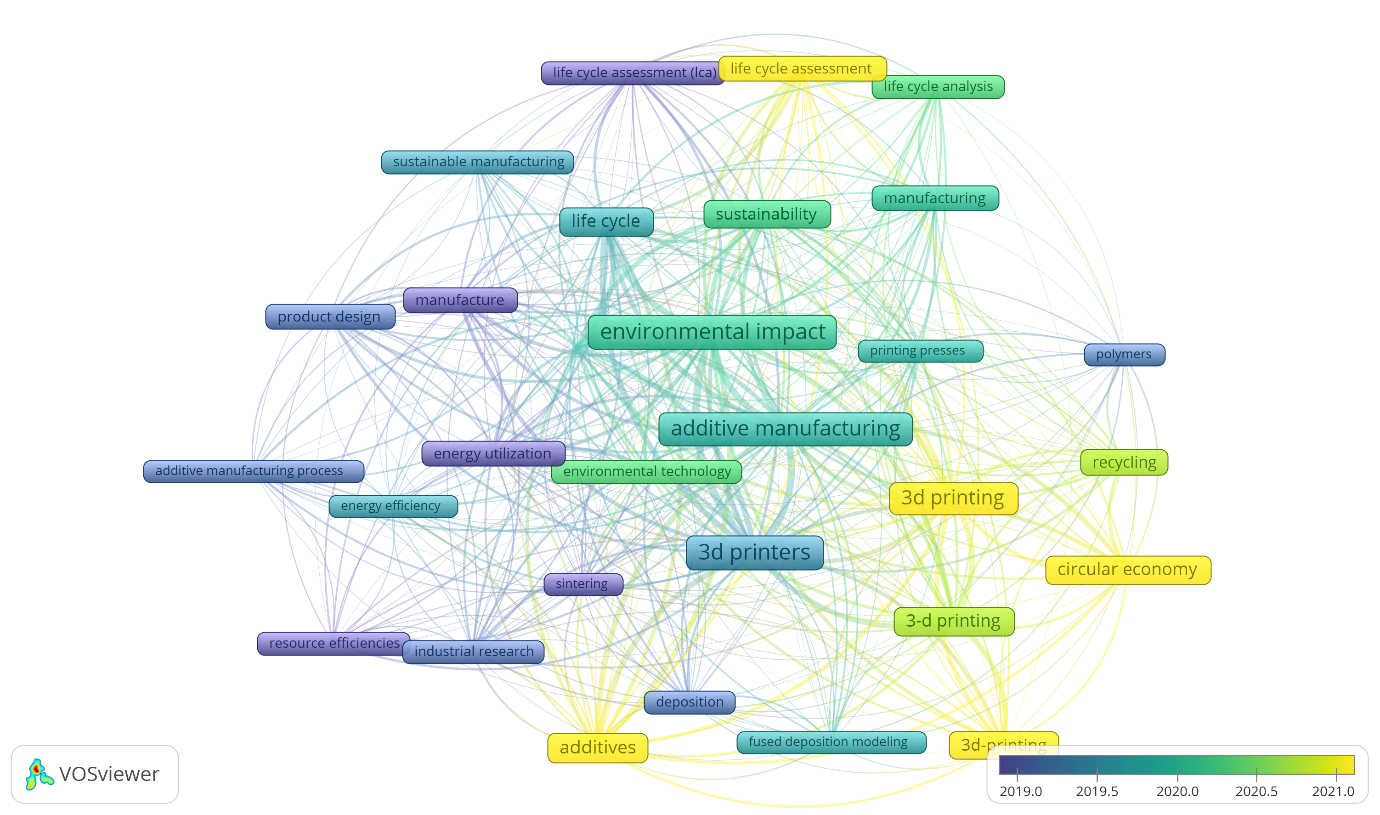 life cycle assessment (lca)
life cycle assessment
life cycle analysis
sustainable manufacturing
manufacturing
sustainability
life cycle
manufacture
product design
environmental impact
printing presses
polymers
additive manufacturing
energy utilization
recycling
additive manufacturing process
environmental technology
3d printing
energy efficiency
3d printers
circular economy
sintering
3-d printing
resource efficiencies
industrial research
deposition
additives
fused deposition modeling
3d-printing
VOSviewer
2019.0 2019.5 2020.0 2020.5 2021.0